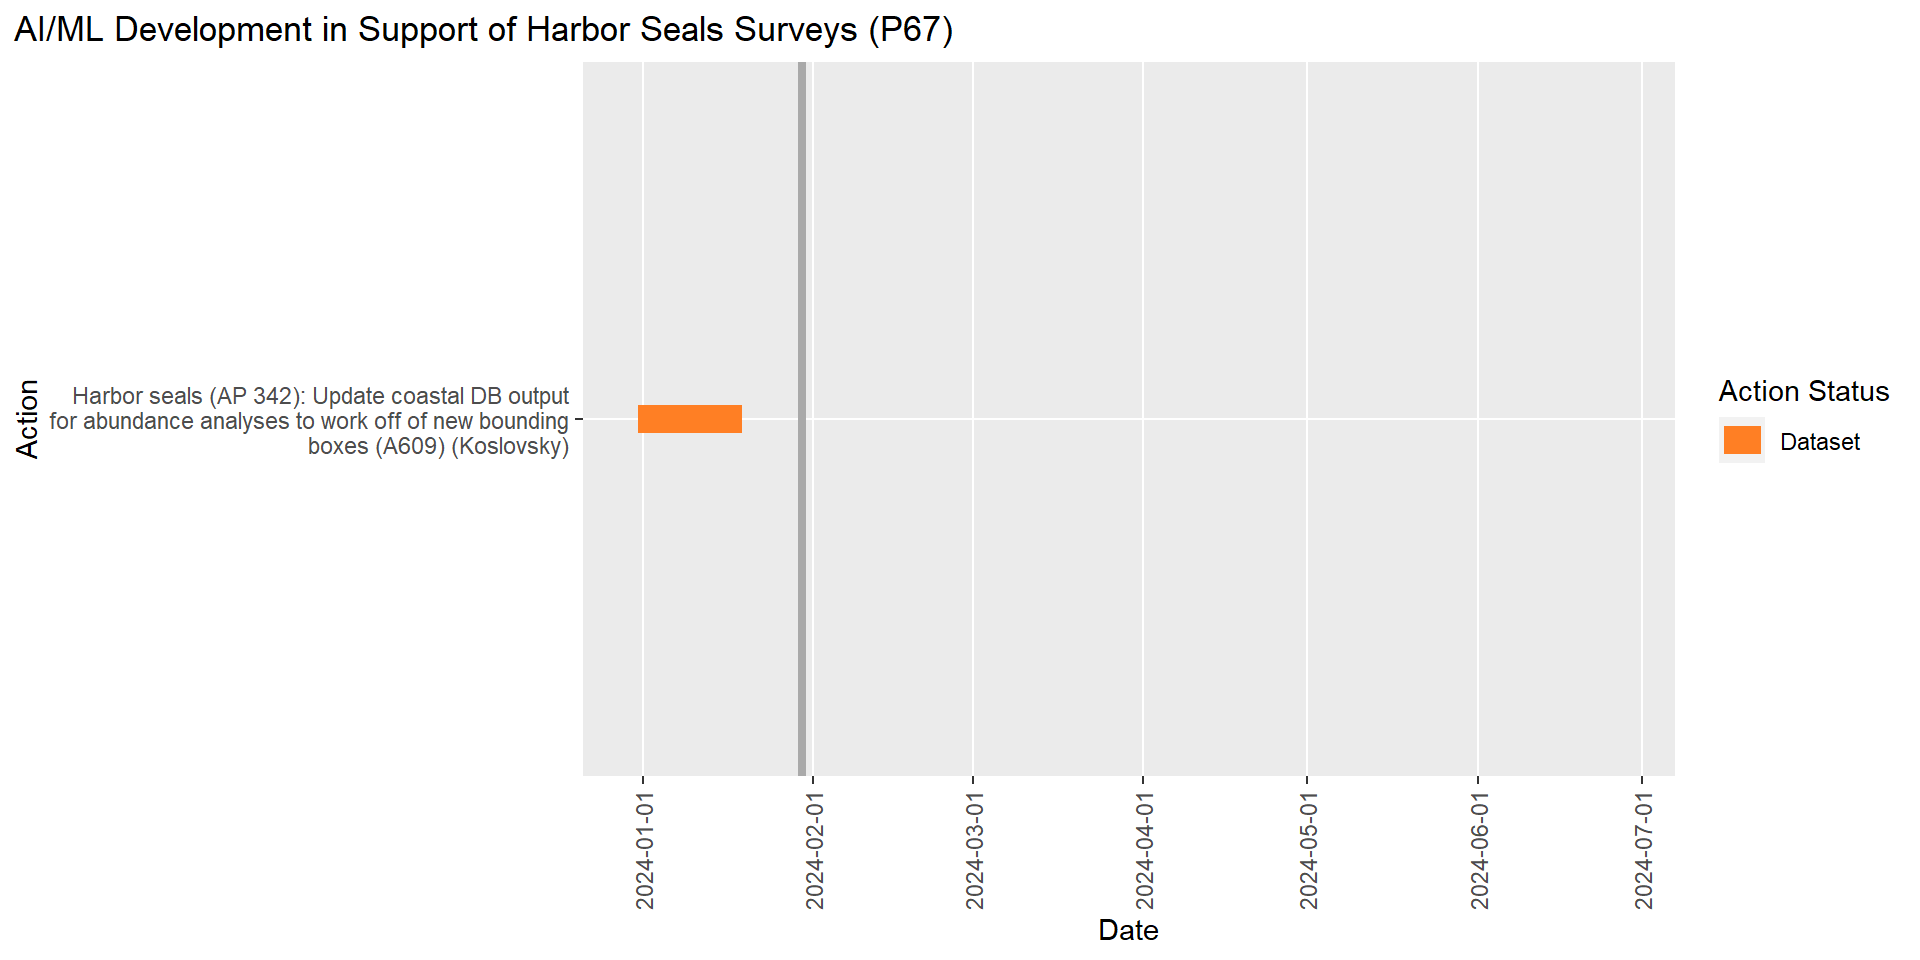 AI/ML Development in Support of Harbor Seals Surveys (P67)
Action
Harbor seals (AP 342): Update coastal DB output
for abundance analyses to work off of new bounding
boxes (A609) (Koslovsky)
2024-01-01
2024-02-01
2024-03-01
2024-04-01
2024-05-01
2024-06-01
2024-07-01
Date
Action Status
Dataset